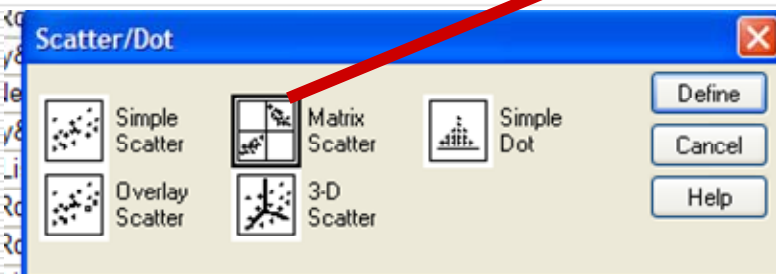 Scatter/Dot
Simple
Scatter
Matrix
Scatter
Simple
Dot
Define
Cancel
Overlay
Scatter
3-D
Scatter
Help